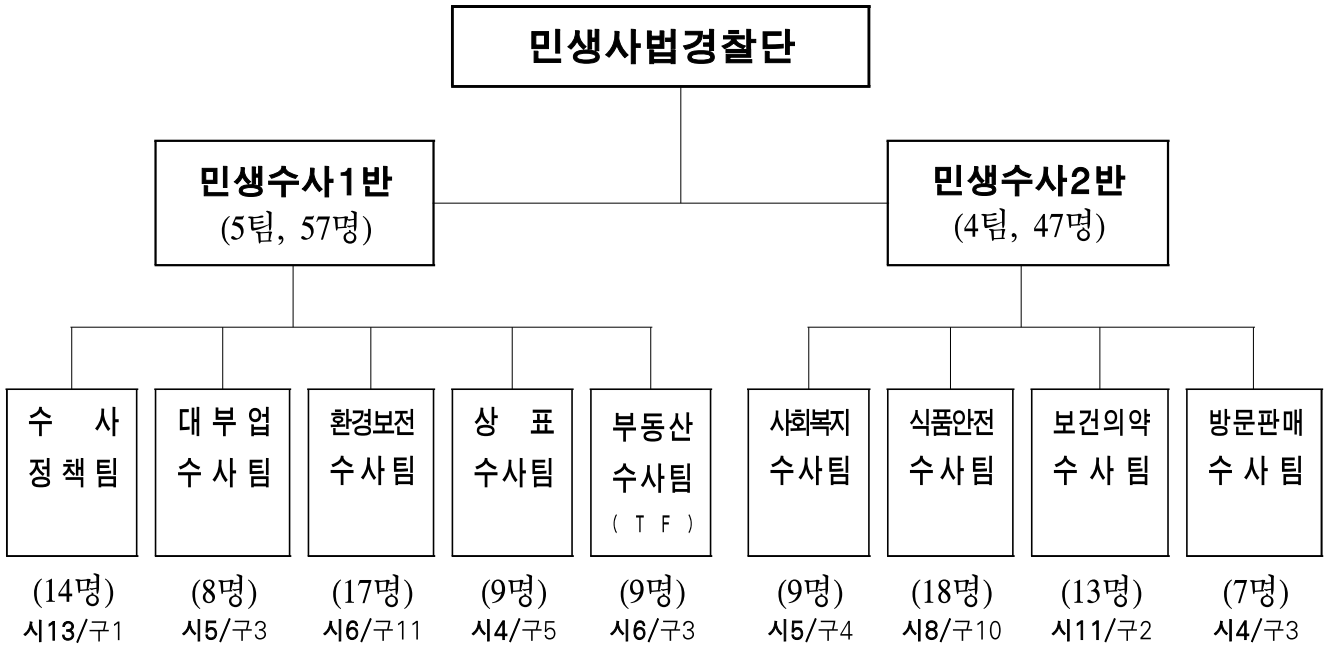 민생사법경찰단
민생수사1반
(5팀, 57명)
민생수사2반
(4팀, 47명)
수 사
정책팀
대부업
수사팀
환경보전
수사팀
상 표
수사팀
부동산
수사팀
( T F )
사회복지
수사팀
식품안전
수사팀
보건의약
수사팀
방문판매
수사팀
(14명)
시13/구1
(8명)
시5/구3
(17명)
시6/구11
(9명)
시4/구5
(9명)
시6/구3
(9명)
시5/구4
(18명)
시8/구10
(13명)
시11/구2
(7명)
시4/구3